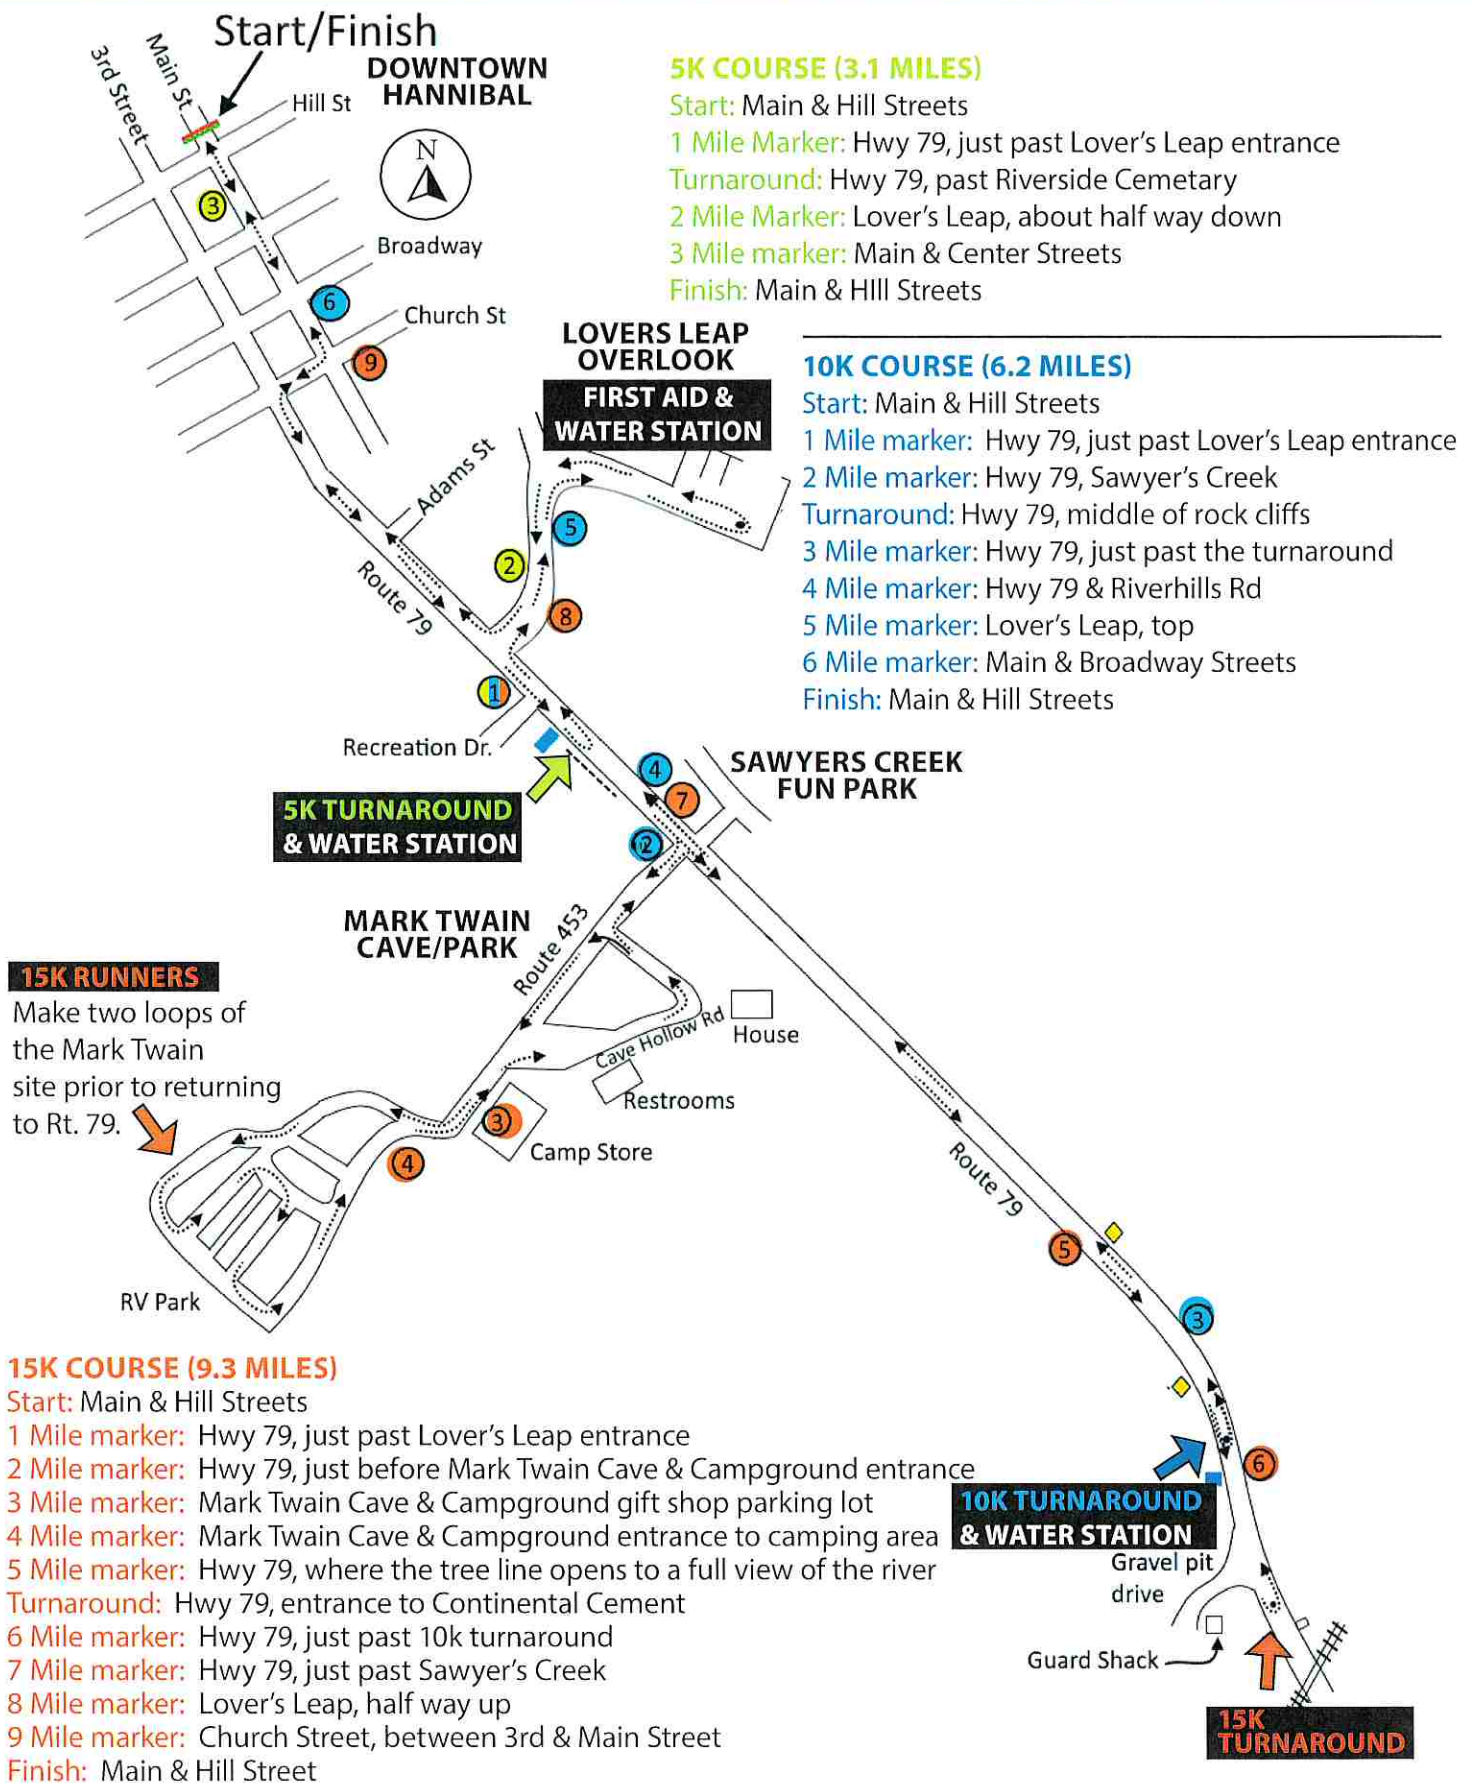 Start/Finish
3rd Street
Main St
DOWNTOWN
HANNIBAL
Hill St
N
3
Broadway
6
Church St
9
5K COURSE (3.1 MILES)
Start: Main & Hill Streets
1 Mile Marker: Hwy 79, just past Lover's Leap entrance
Turnaround: Hwy 79, past Riverside Cemetary
2 Mile Marker: Lover's Leap, about half way down
3 Mile marker: Main & Center Streets
Finish: Main & HIll Streets
LOVERS LEAP
OVERLOOK
FIRST AID &
WATER STATION
10K COURSE (6.2 MILES)
Start: Main & Hill Streets
1 Mile marker: Hwy 79, just past Lover's Leap entrance
2 Mile marker: Hwy 79, Sawyer's Creek
Turnaround: Hwy 79, middle of rock cliffs
3 Mile marker: Hwy 79, just past the turnaround
4 Mile marker: Hwy 79 & Riverhills Rd
5 Mile marker: Lover's Leap, top
6 Mile marker: Main & Broadway Streets
Finish: Main & Hill Streets
Adams St
5
2
8
Route 79
1
Recreation Dr.
5K TURNAROUND
& WATER STATION
4
7
2
SAWYERS CREEK
FUN PARK
MARK TWAIN
CAVE/PARK
Route 453
15K RUNNERS
Make two loops of
the Mark Twain
site prior to returning
to Rt. 79.
House
Cave Hollow Rd
Restrooms
3
Camp Store
4
RV Park
Route 79
5
3
6
10K TURNAROUND
& WATER STATION
Gravel pit
drive
Guard Shack
15K
TURNAROUND
15K COURSE (9.3 MILES)
Start: Main & Hill Streets
1 Mile marker: Hwy 79, just past Lover's Leap entrance
2 Mile marker: Hwy 79, just before Mark Twain Cave & Campground entrance
3 Mile marker: Mark Twain Cave & Campground gift shop parking lot
4 Mile marker: Mark Twain Cave & Campground entrance to camping area
5 Mile marker: Hwy 79, where the tree line opens to a full view of the river
Turnaround: Hwy 79, entrance to Continental Cement
6 Mile marker: Hwy 79, just past 10k turnaround
7 Mile marker: Hwy 79, just past Sawyer's Creek
8 Mile marker: Lover's Leap, half way up
9 Mile marker: Church Street, between 3rd & Main Street
Finish: Main & Hill Street